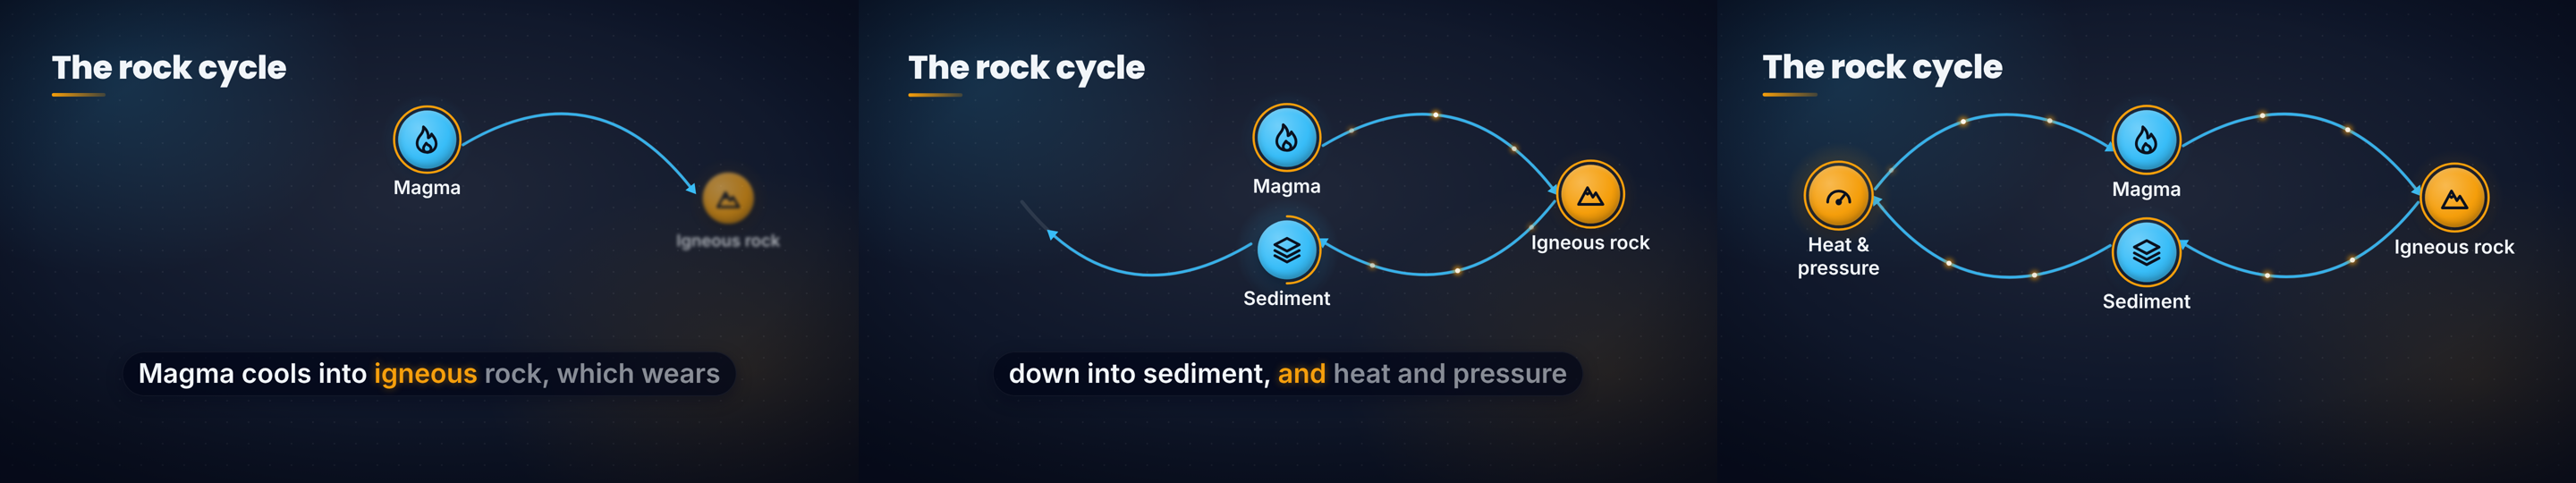 The rock cycle
Magma
Igneous rock
Magma cools into igneous rock, which wears
The rock cycle
Magma
Igneous rock
Sediment
down into sediment, and heat and pressure
The rock cycle
Magma
Heat &
pressure
Igneous rock
Sediment